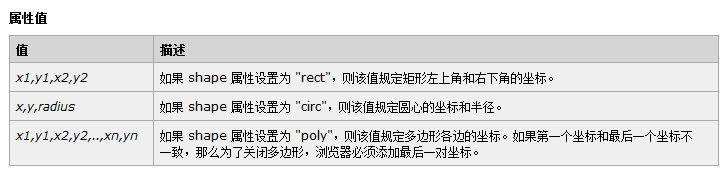 属性值
值 描述
x1,y1,x2,y2 如果 shape 属性设置为 "rect"，则该值规定矩形左上角和右下角的坐标。
x,y,radius 如果 shape 属性设置为 "circ"，则该值规定圆心的坐标和半径。
x1,y1,x2,y2,..,xn,yn 如果 shape 属性设置为 "poly"，则该值规定多边形各边的坐标。如果第一个坐标和最后一个坐标不
一致，那么为了关闭多边形，浏览器必须添加最后一对坐标。